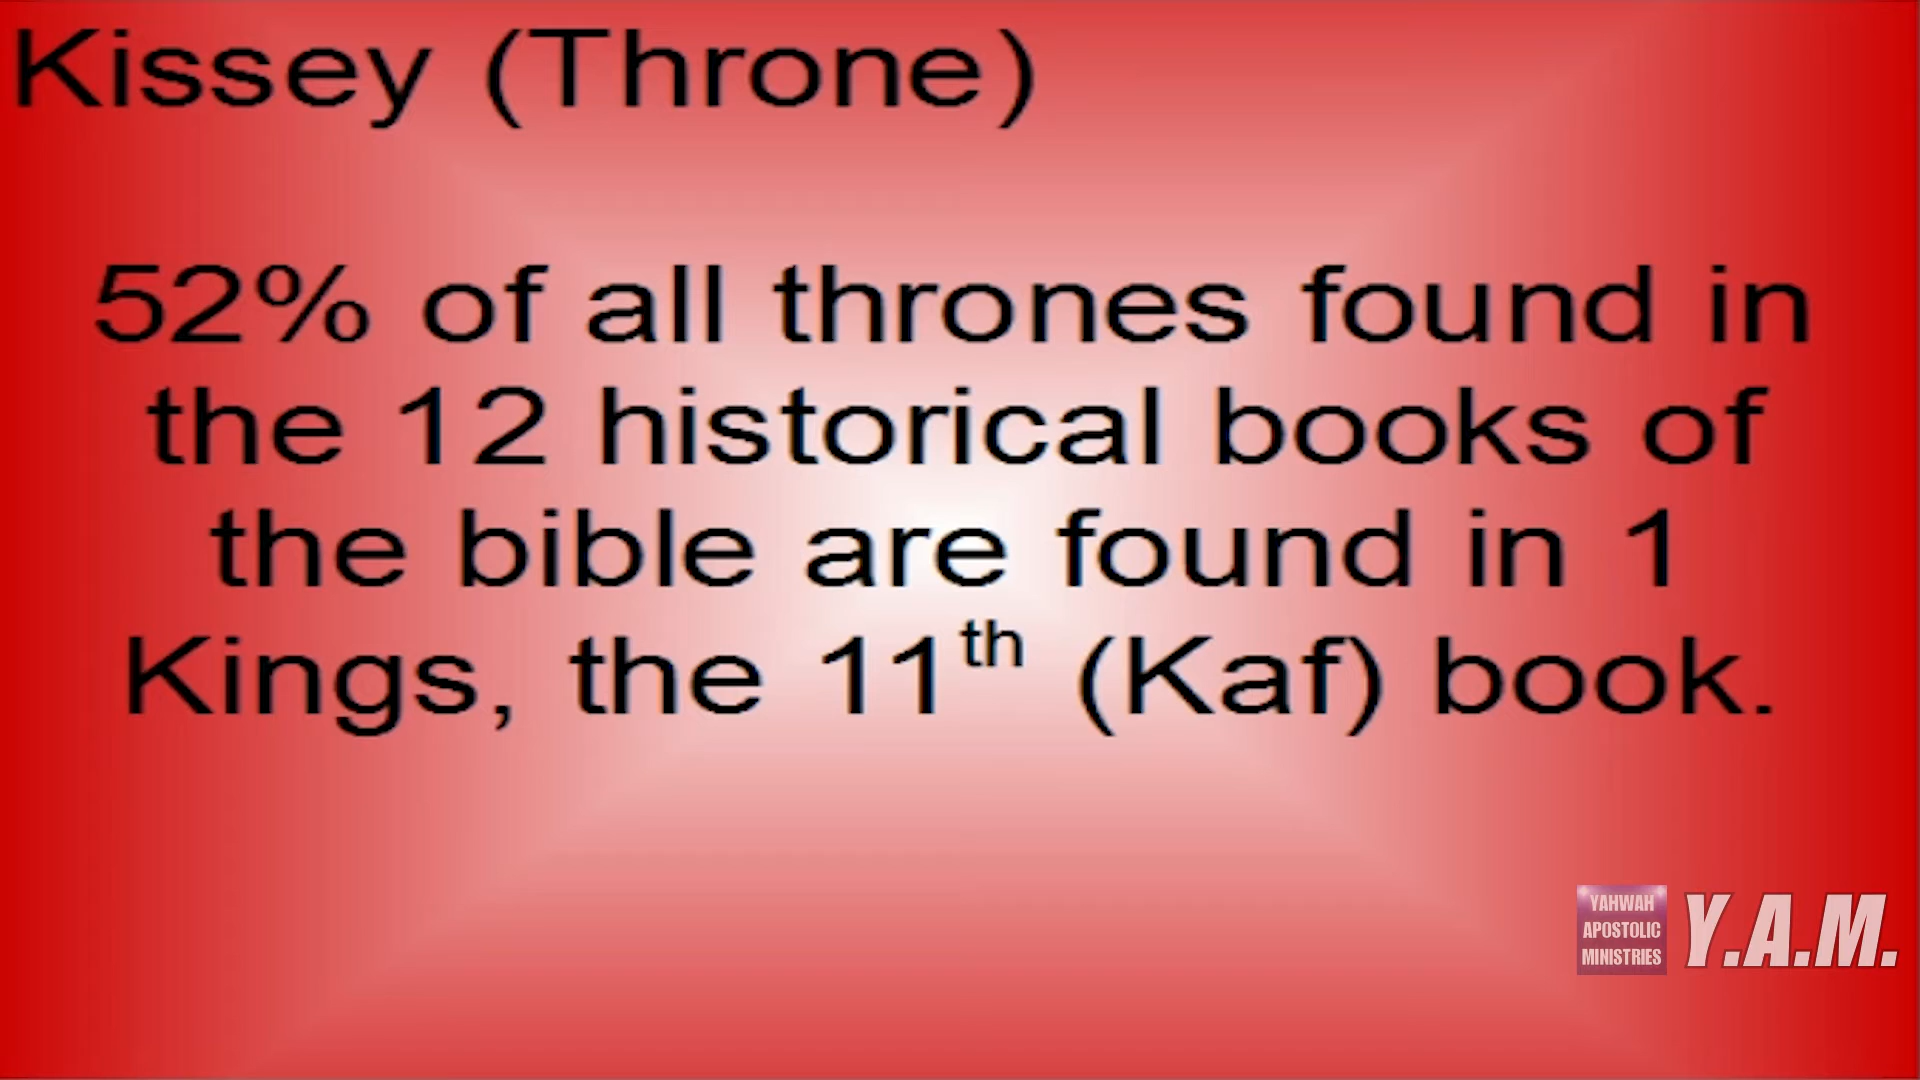 Kissey (Throne)
52% of all thrones found in
the 12 historical books of
the bible are found in 1
Kings, the 11th (Kaf) book.
YAHWAH
APOSTOLIC
MINISTRIES
Y.A.M.